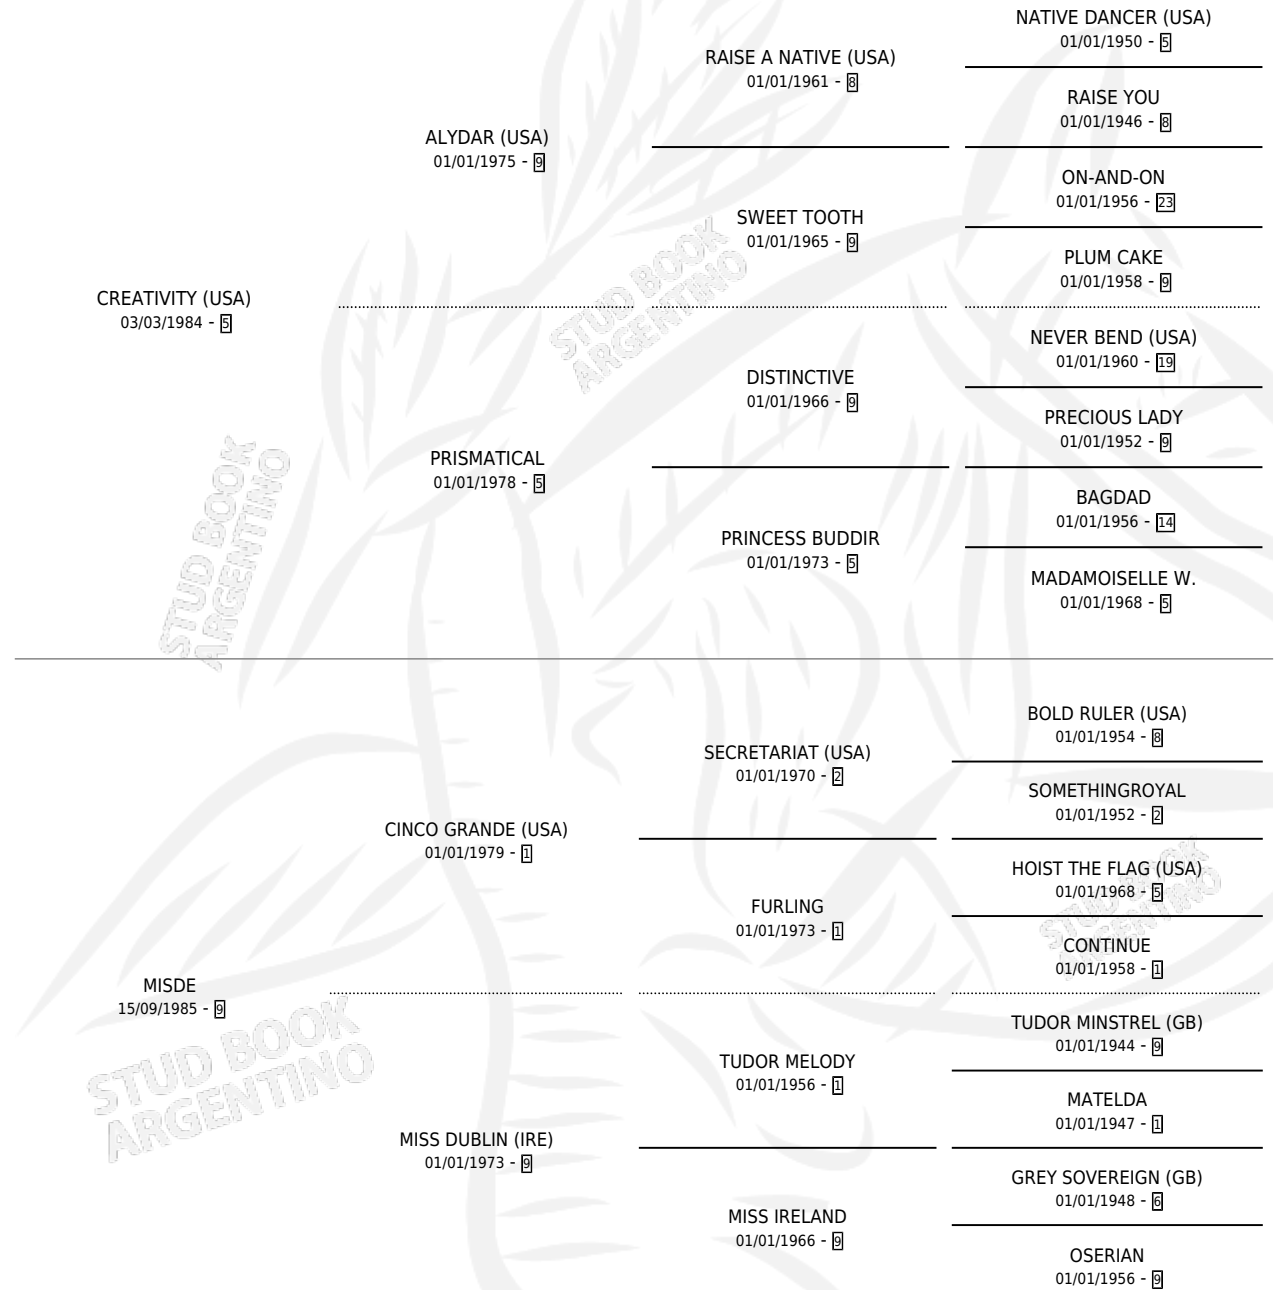 NATIVE DANCER (USA)
01/01/1950 - 5
RAISE A NATIVE (USA)
01/01/1961 - 8
RAISE YOU
01/01/1946 - 8
ALYDAR (USA)
01/01/1975 - 9
ON-AND-ON
01/01/1956 - 23
SWEET TOOTH
01/01/1965 - 9
PLUM CAKE
01/01/1958 - 9
CREATIVITY (USA)
03/03/1984 - 5
NEVER BEND (USA)
01/01/1960 - 19
DISTINCTIVE
01/01/1966 - 9
PRECIOUS LADY
01/01/1952 - 9
PRISMATICAL
01/01/1978 - 5
BAGDAD
01/01/1956 - 14
PRINCESS BUDDIR
01/01/1973 - 5
MADAMOISELLE W.
01/01/1968 - 5
BOLD RULER (USA)
01/01/1954 - 8
SECRETARIAT (USA)
01/01/1970 - 2
SOMETHINGROYAL
01/01/1952 - 2
CINCO GRANDE (USA)
01/01/1979 - 1
HOIST THE FLAG (USA)
01/01/1968 - 5
FURLING
01/01/1973 - 1
CONTINUE
01/01/1958 - 1
MISDE
15/09/1985 - 9
TUDOR MINSTREL (GB)
01/01/1944 - 9
TUDOR MELODY
01/01/1956 - 1
MATELDA
01/01/1947 - 1
MISS DUBLIN (IRE)
01/01/1973 - 9
GREY SOVEREIGN (GB)
01/01/1948 - 6
MISS IRELAND
01/01/1966 - 9
OSERIAN
01/01/1956 - 9
STUD BOOK
ARGENTINO
STUD BOOK
ARGENTINO
STUD BOOK
ARGENTINO
STUD BOOK
ARGENTINO